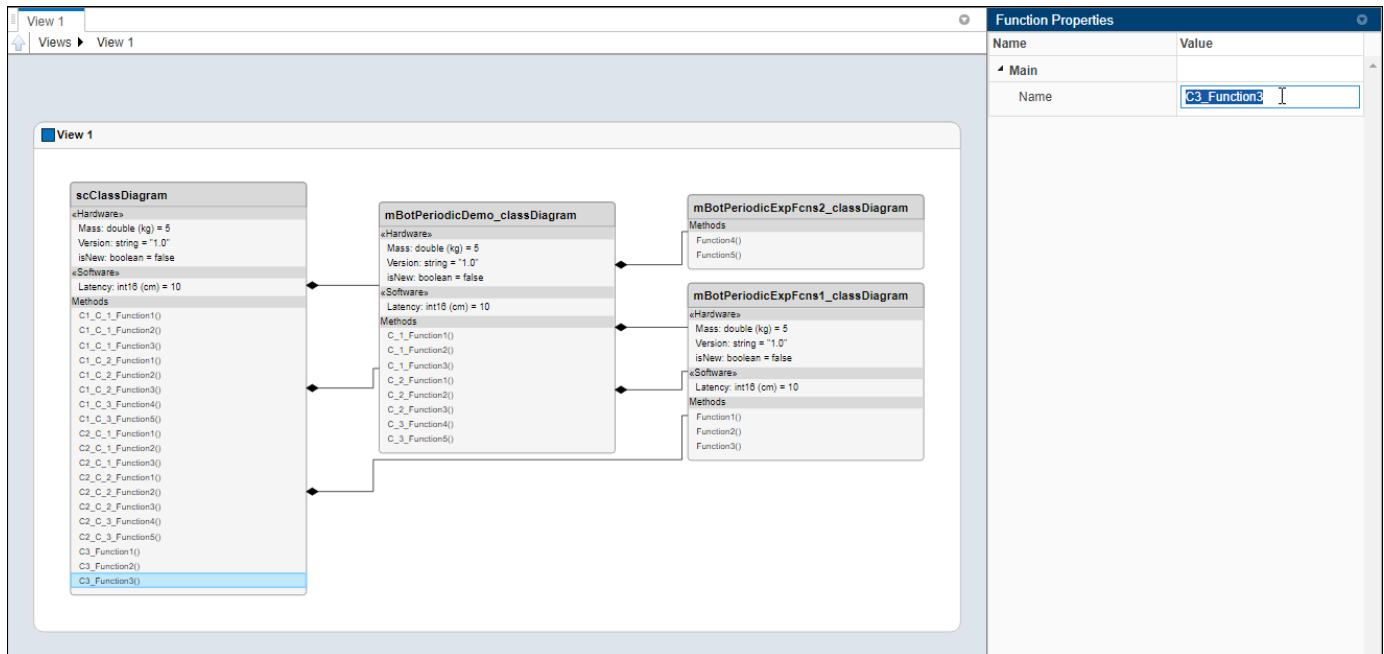 View 1
Views
View 1
View 1
scClassDiagram
«Hardware»
Mass: double (kg) = 5
Version: string = "1.0"
isNew: boolean = false
«Software»
Latency: int16 (cm) = 10
Methods
C1_C_1_Function1()
C1_C_1_Function2()
C1_C_1_Function3()
C1_C_2_Function1()
C1_C_2_Function2()
C1_C_2_Function3()
C1_C_3_Function4()
C1_C_3_Function5()
C2_C_1_Function1()
C2_C_1_Function2()
C2_C_1_Function3()
C2_C_2_Function1()
C2_C_2_Function2()
C2_C_2_Function3()
C2_C_3_Function4()
C2_C_3_Function5()
C3_Function1()
C3_Function2()
C3_Function3()
mBotPeriodicDemo_classDiagram
«Hardware»
Mass: double (kg) = 5
Version: string = "1.0"
isNew: boolean = false
«Software»
Latency: int16 (cm) = 10
Methods
C_1_Function1()
C_1_Function2()
C_1_Function3()
C_2_Function1()
C_2_Function2()
C_2_Function3()
C_3_Function4()
C_3_Function5()
mBotPeriodicExpFcns2_classDiagram
Methods
Function4()
Function5()
mBotPeriodicExpFcns1_classDiagram
«Hardware»
Mass: double (kg) = 5
Version: string = "1.0"
isNew: boolean = false
«Software»
Latency: int16 (cm) = 10
Methods
Function1()
Function2()
Function3()
Function Properties
Name Value
Main
Name C3_Function3